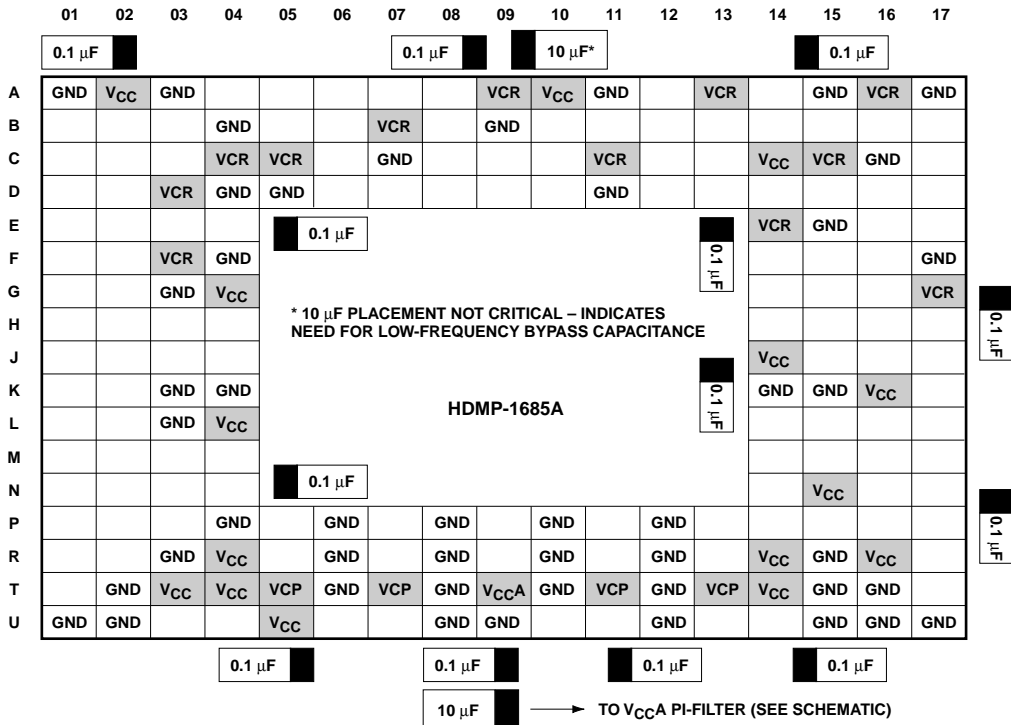 01 02 03 04 05 06 07 08 09 10 11 12 13 14 15 16 17
0.1 µF 0.1 µF 10 µF* 0.1 µF
A GND VCC GND VCR VCC GND VCR GND VCR GND
B GND VCR GND
C VCR VCR GND VCR VCC VCR GND
D VCR GND GND GND
E VCR GND
0.1 µF
0.1 µF
F VCR GND GND
G GND VCC VCR
* 10 µF PLACEMENT NOT CRITICAL – INDICATES
NEED FOR LOW-FREQUENCY BYPASS CAPACITANCE
0.1 µF
H
J VCC
K GND GND GND GND VCC
0.1 µF
HDMP-1685A
L GND VCC
M
N VCC
0.1 µF
0.1 µF
P GND GND GND GND GND
R GND VCC GND GND GND GND VCC GND VCC
T GND VCC VCC VCP GND VCP GND VCCA GND VCP GND VCP VCC GND GND
U GND GND VCC GND GND GND GND GND GND
0.1 µF 0.1 µF 0.1 µF 0.1 µF
10 µF TO VCCA PI-FILTER (SEE SCHEMATIC)